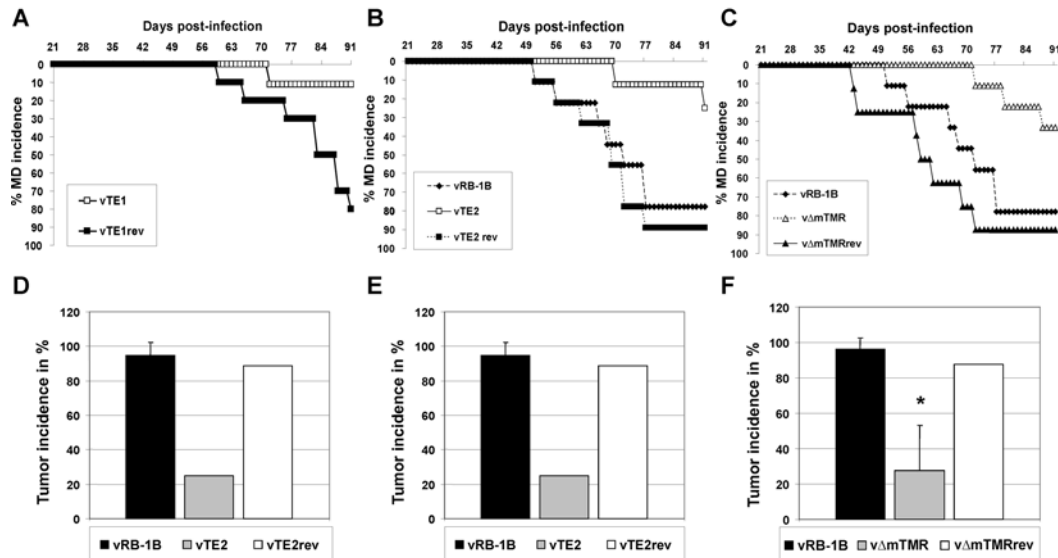 A
Days post-infection
21 28 35 42 49 56 63 70 77 84 91
% MD incidence
0
10
20
30
40
50
60
70
80
90
100
vTE1
vTE1rev
B
Days post-infection
21 28 35 42 49 56 63 70 77 84 91
% MD incidence
0
10
20
30
40
50
60
70
80
90
100
vRB-1B
vTE2
vTE2 rev
C
Days post-infection
21 28 35 42 49 56 63 70 77 84 91
% MD incidence
0
10
20
30
40
50
60
70
80
90
100
vRB-1B
vΔmTMR
vΔmTMRrev
D
Tumor incidence in %
120
100
80
60
40
20
0
vRB-1B vTE2 vTE2rev
E
Tumor incidence in %
120
100
80
60
40
20
0
vRB-1B vTE2 vTE2rev
F
Tumor incidence in %
120
100
80
60
40
20
0
*
vRB-1B vΔmTMR vΔmTMRrev